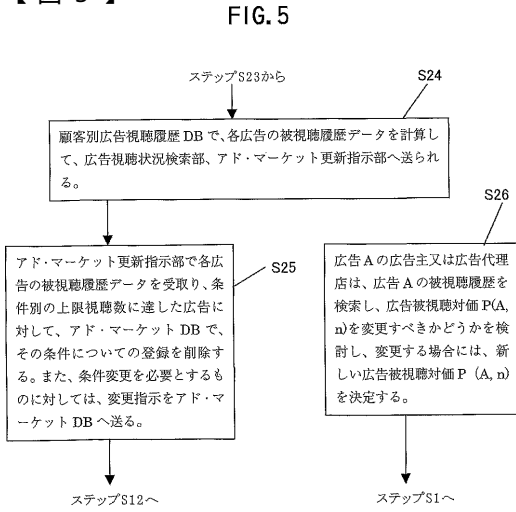 【図5】
FIG.5
ステップS23から
S24
顧客別広告視聴履歴 DB で、各広告の被視聴履歴データを計算し
て、広告視聴状況検索部、アド・マーケット更新指示部へ送られ
る。
S26
アド・マーケット更新指示部で各広
告の被視聴履歴データを受取り、条
件別の上限視聴数に達した広告に
対して、アド・マーケット DB で、
その条件についての登録を削除す
る。また、条件変更を必要とするも
のに対しては、変更指示をアド・マ
ーケット DB へ送る。
S25
広告 A の広告主又は広告代理
店は、広告 A の被視聴履歴を
検索し、広告被視聴対価 P(A,
n)を変更すべきかどうかを検
討し、変更する場合には、新
しい広告被視聴対価 P (A, n)
を決定する。
ステップS12へ
ステップS1へ